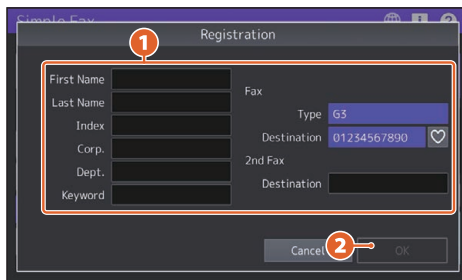 Simple Fax
Registration
1
First Name
Last Name
Index
Corp.
Dept.
Keyword
Fax
Type G3
Destination 01234567890
2nd Fax
Destination
Cancel
2
OK